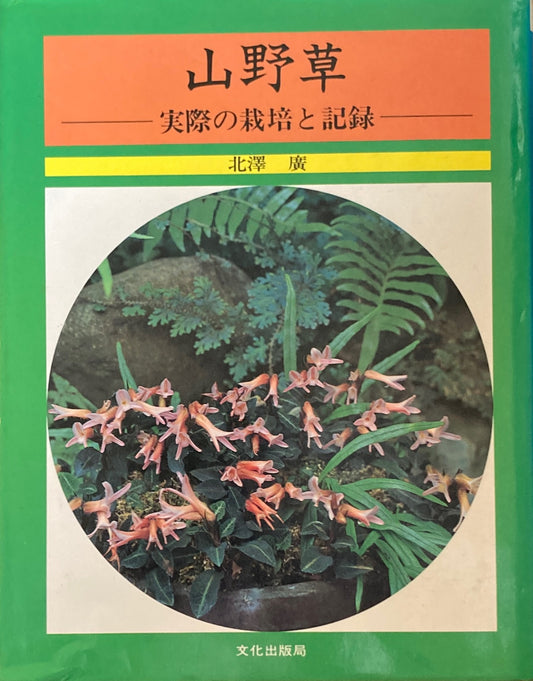 山野草
実際の栽培と記録
北澤 廣
文化出版局